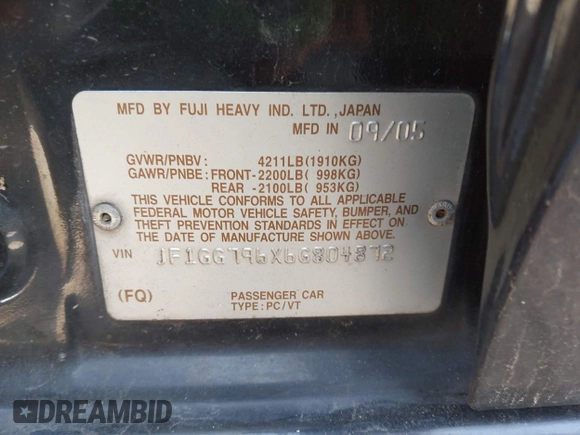 MFD BY FUJI HEAVY IND. LTD., JAPAN
MFD IN 09/05
GVWR/PNBV: 4211LB(1910KG)
GAWR/PNBE: FRONT-2200LB( 998KG)
REAR -2100LB( 953KG)
THIS VEHICLE CONFORMS TO ALL APPLICABLE
FEDERAL MOTOR VEHICLE SAFETY, BUMPER, AND
THEFT PREVENTION STANDARDS IN EFFECT ON
THE DATE OF MANUFACTURE SHOWN ABOVE.
VIN JF1GG796X6G804872
(FQ) PASSENGER CAR
TYPE: PC/VT
DREAMBID